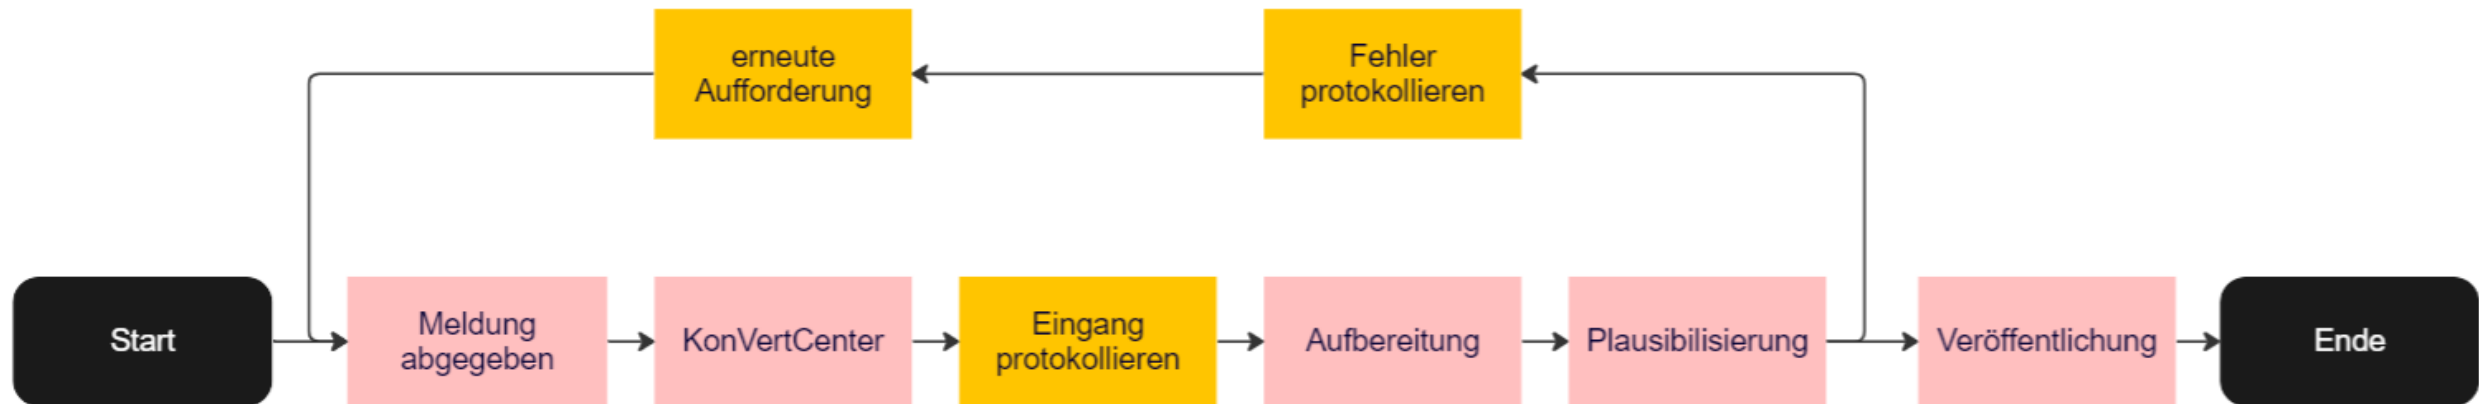 erneute
Aufforderung
Fehler
protokollieren
Start
Meldung
abgegeben
KonVertCenter
Eingang
protokollieren
Aufbereitung
Plausibilisierung
Veröffentlichung
Ende